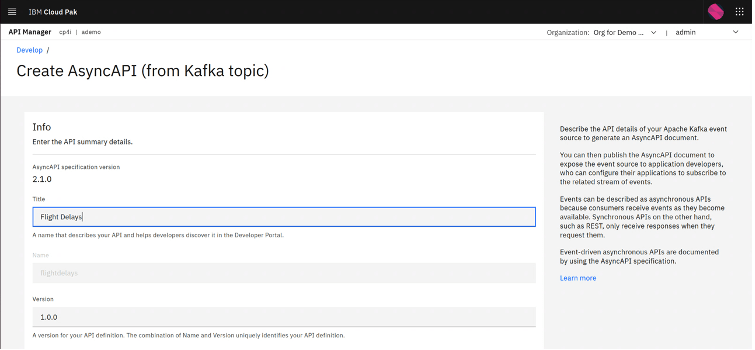 IBM Cloud Pak
API Manager cp4i | ademo
Organization: Org for Demo ... | admin
Develop /
Create AsyncAPI (from Kafka topic)
Info
Enter the API summary details.
AsyncAPI specification version
2.1.0
Title
Flight Delays
A name that describes your API and helps developers discover it in the Developer Portal.
Name
flightdelays
Version
1.0.0
A version for your API definition. The combination of Name and Version uniquely identifies your API definition.
Describe the API details of your Apache Kafka event
source to generate an AsyncAPI document.
You can then publish the AsyncAPI document to
expose the event source to application developers,
who can configure their applications to subscribe to
the related stream of events.
Events can be described as asynchronous APIs
because consumers receive events as they become
available. Synchronous APIs on the other hand,
such as REST, only receive responses when they
request them.
Event-driven asynchronous APIs are documented
by using the AsyncAPI specification.
Learn more